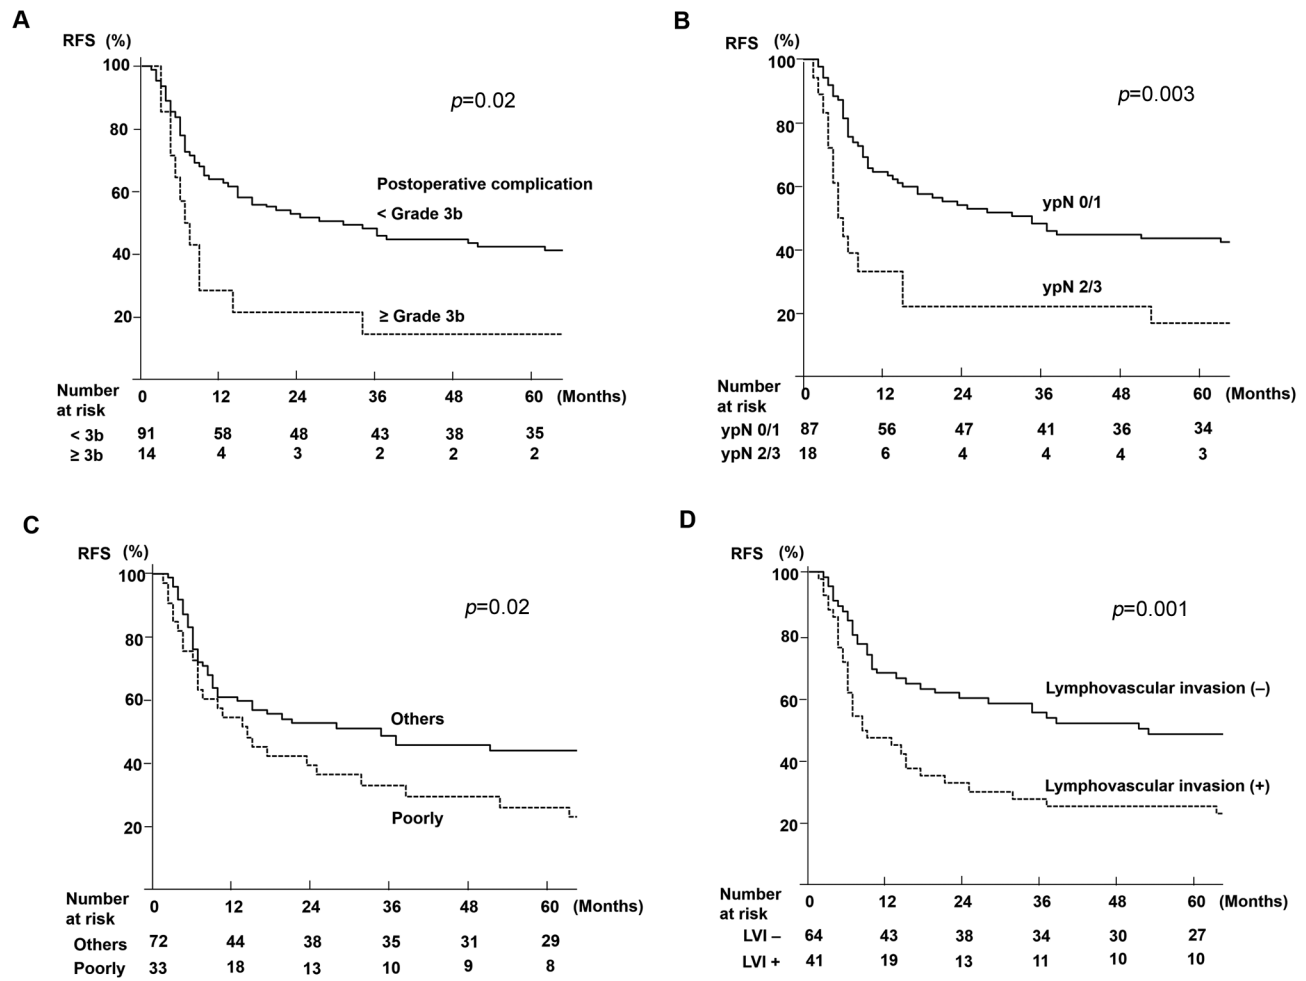 A
RFS (%)
100
80
60
40
20
p=0.02
Postoperative complication
< Grade 3b
≥ Grade 3b
0 12 24 36 48 60 (Months)
Number
at risk
< 3b 91 58 48 43 38 35
≥ 3b 14 4 3 2 2 2
B
RFS (%)
100
80
60
40
20
p=0.003
ypN 0/1
ypN 2/3
0 12 24 36 48 60 (Months)
Number
at risk
ypN 0/1 87 56 47 41 36 34
ypN 2/3 18 6 4 4 4 3
C
RFS (%)
100
80
60
40
20
p=0.02
Others
Poorly
0 12 24 36 48 60 (Months)
Number
at risk
Others 72 44 38 35 31 29
Poorly 33 18 13 10 9 8
D
RFS (%)
100
80
60
40
20
p=0.001
Lymphovascular invasion (–)
Lymphovascular invasion (+)
0 12 24 36 48 60 (Months)
Number
at risk
LVI – 64 43 38 34 30 27
LVI + 41 19 13 11 10 10